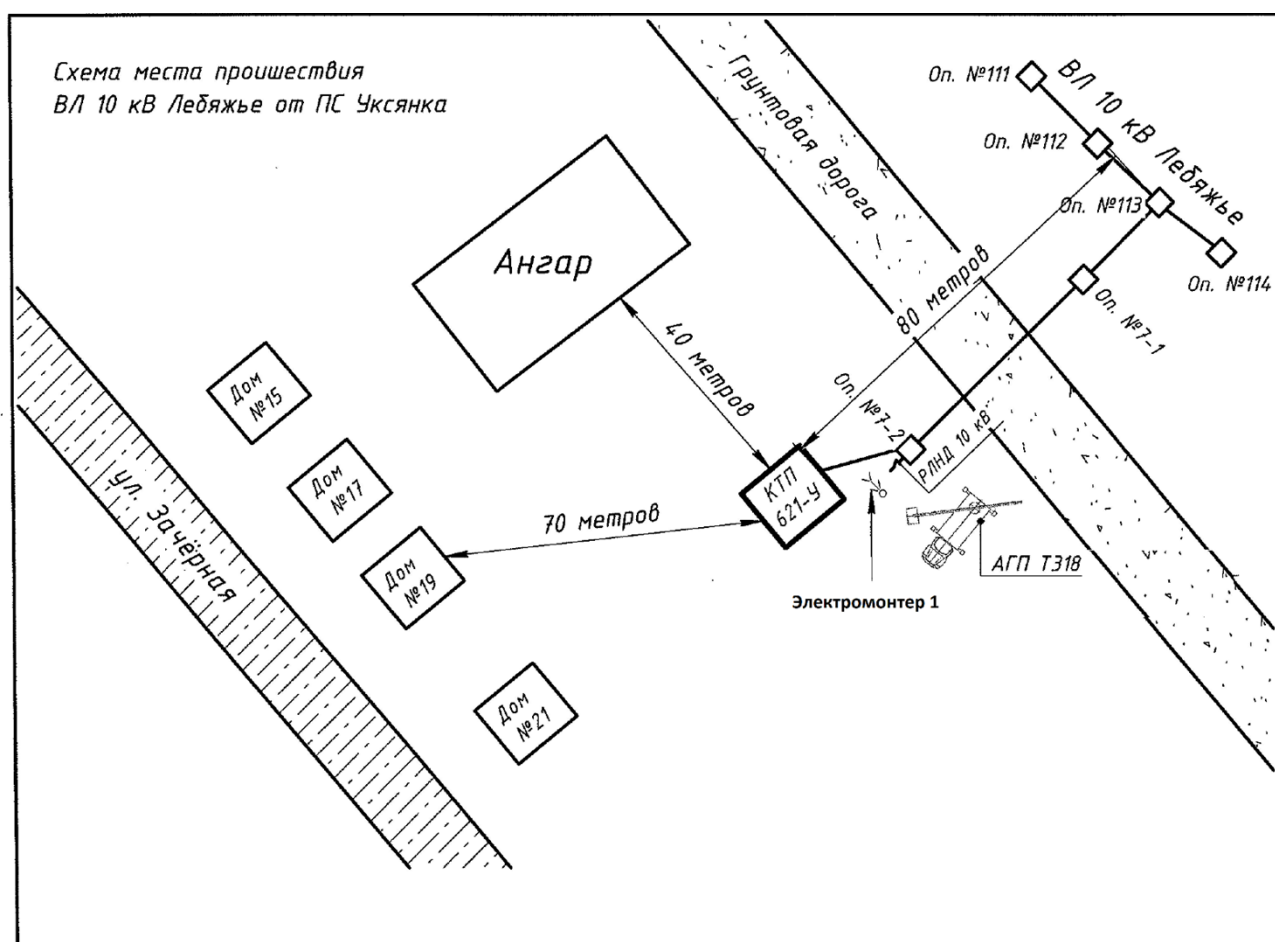 Схема места проишествия
ВЛ 10 кВ Лебяжье от ПС Уксянка
Грунтовая дорога
Оп. №111
ВЛ 10 кВ Лебяжье
Оп. №112
Оп. №113
Оп. №114
Оп. №7-1
Ангар
80 метров
40 метров
Оп. №7-2
РЛНД 10 кВ
Дом
№15
Дом
№17
КТП
621-У
70 метров
Дом
№19
АГП Т318
Электромонтер 1
ул. Зачёрная
Дом
№21